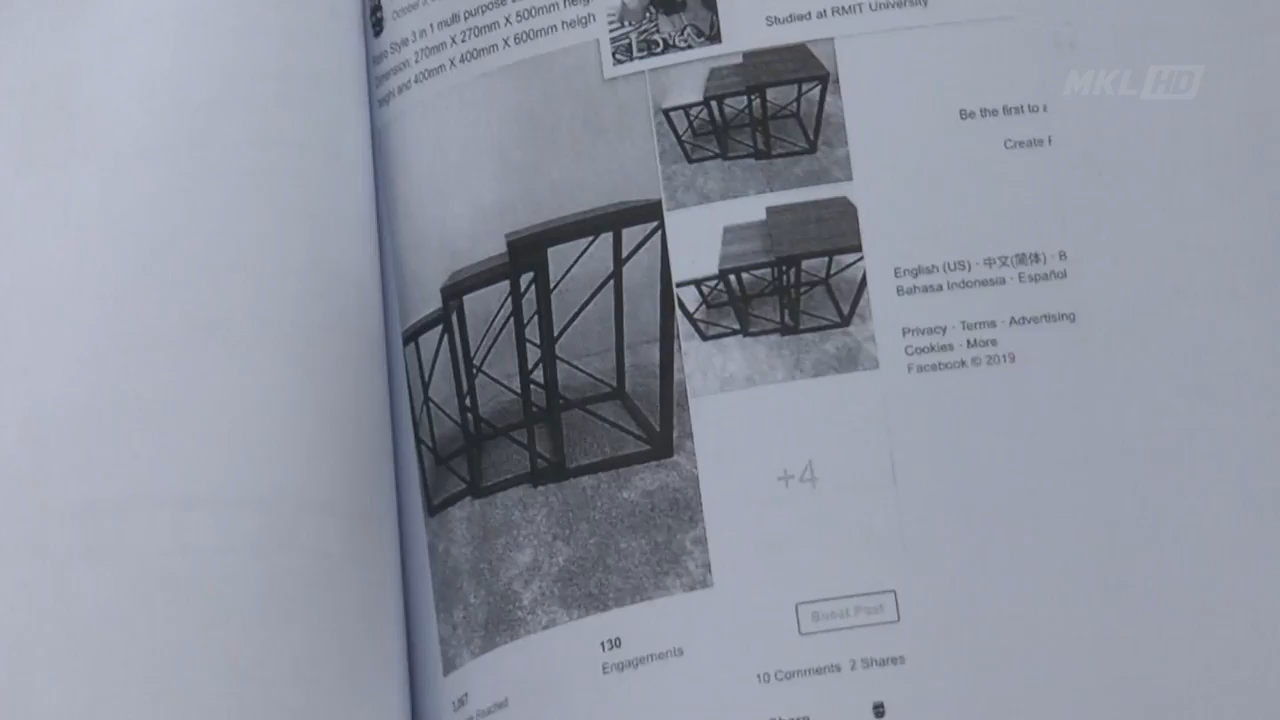 October
Style 3 in 1 multi purpose
Dimension: 270mm X 270mm X 500mm heig
height and 400mm X 400mm X 600mm heigh
Studied at RMIT University
MKL HD
Be the first to
Create
English (US) · 中文(简体) · B
Bahasa Indonesia · Español
Privacy · Terms · Advertising
Cookies · More
Facebook © 2019
+4
Boost Post
130
Engagements
10 Comments 2 Shares
Reached